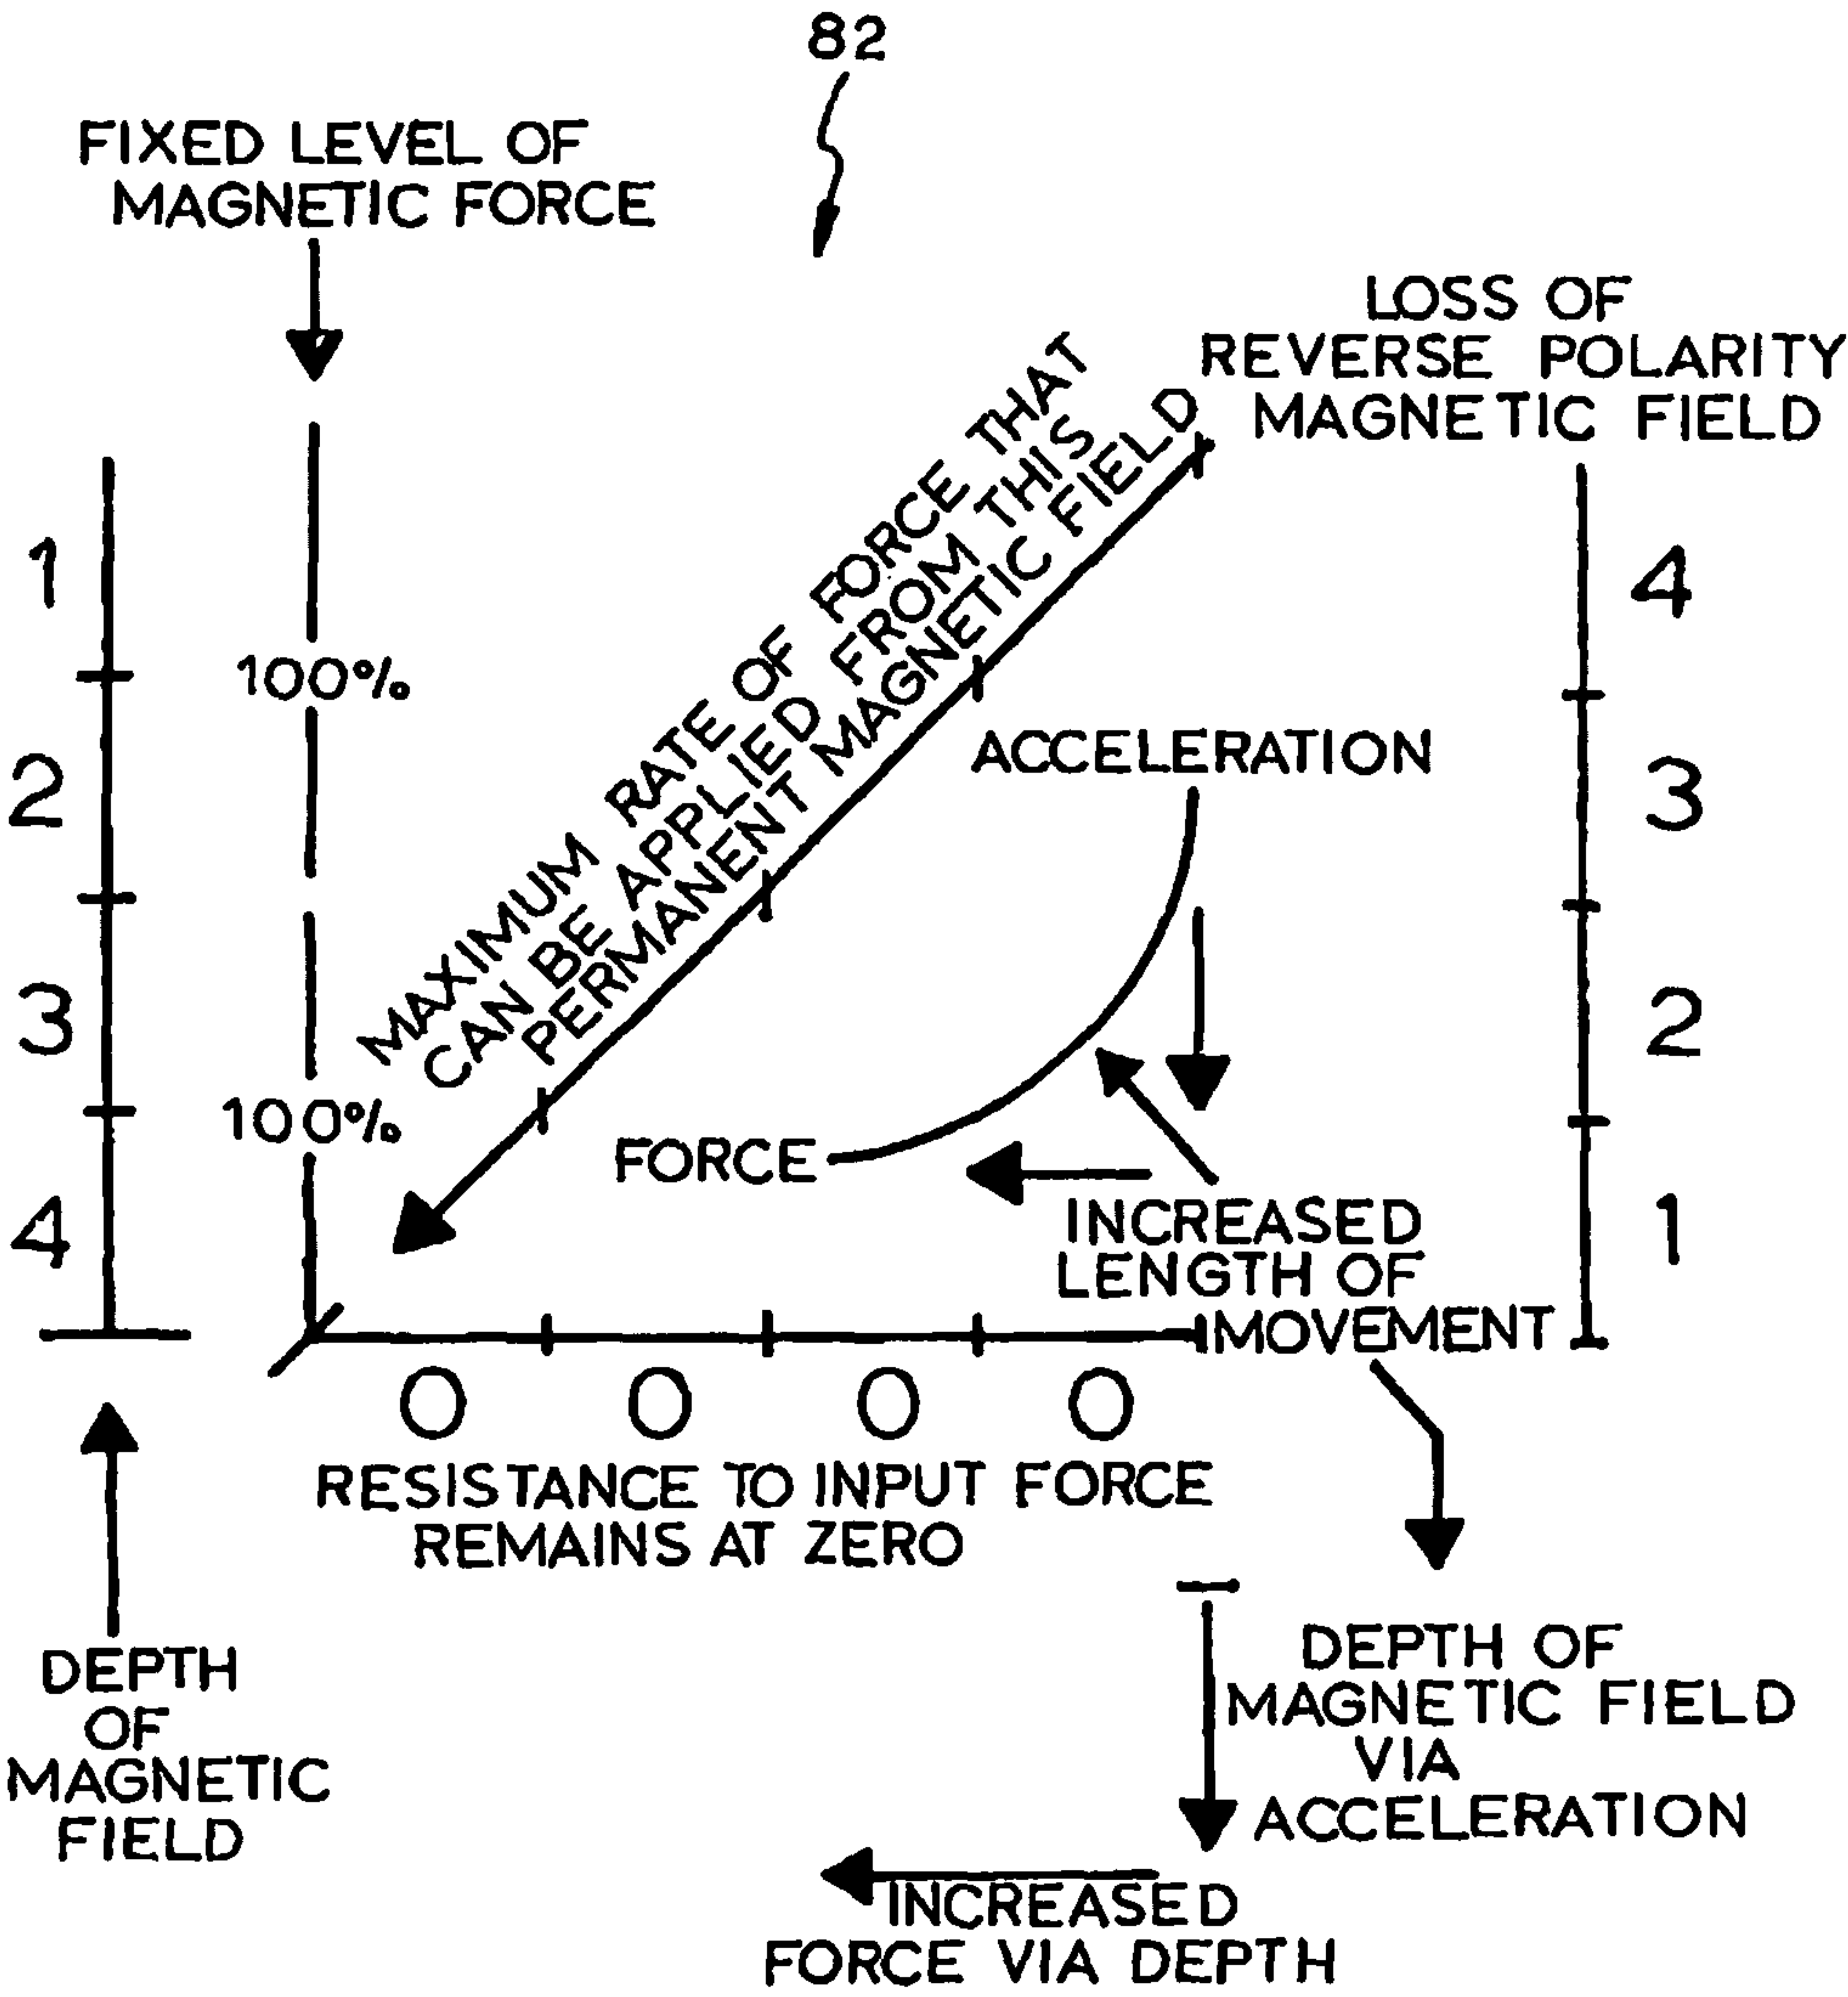 82
FIXED LEVEL OF
MAGNETIC FORCE
LOSS OF
REVERSE POLARITY
MAGNETIC FIELD
MAXIMUM RATE OF FORCE THAT
CAN BE APPLIED FROM THIS
PERMANENT MAGNETIC FIELD
1
2
3
4
100%
100%
ACCELERATION
FORCE
INCREASED
LENGTH OF
MOVEMENT
4
3
2
1
0 0 0 0
RESISTANCE TO INPUT FORCE
REMAINS AT ZERO
DEPTH
OF
MAGNETIC
FIELD
DEPTH OF
MAGNETIC FIELD
VIA
ACCELERATION
INCREASED
FORCE VIA DEPTH